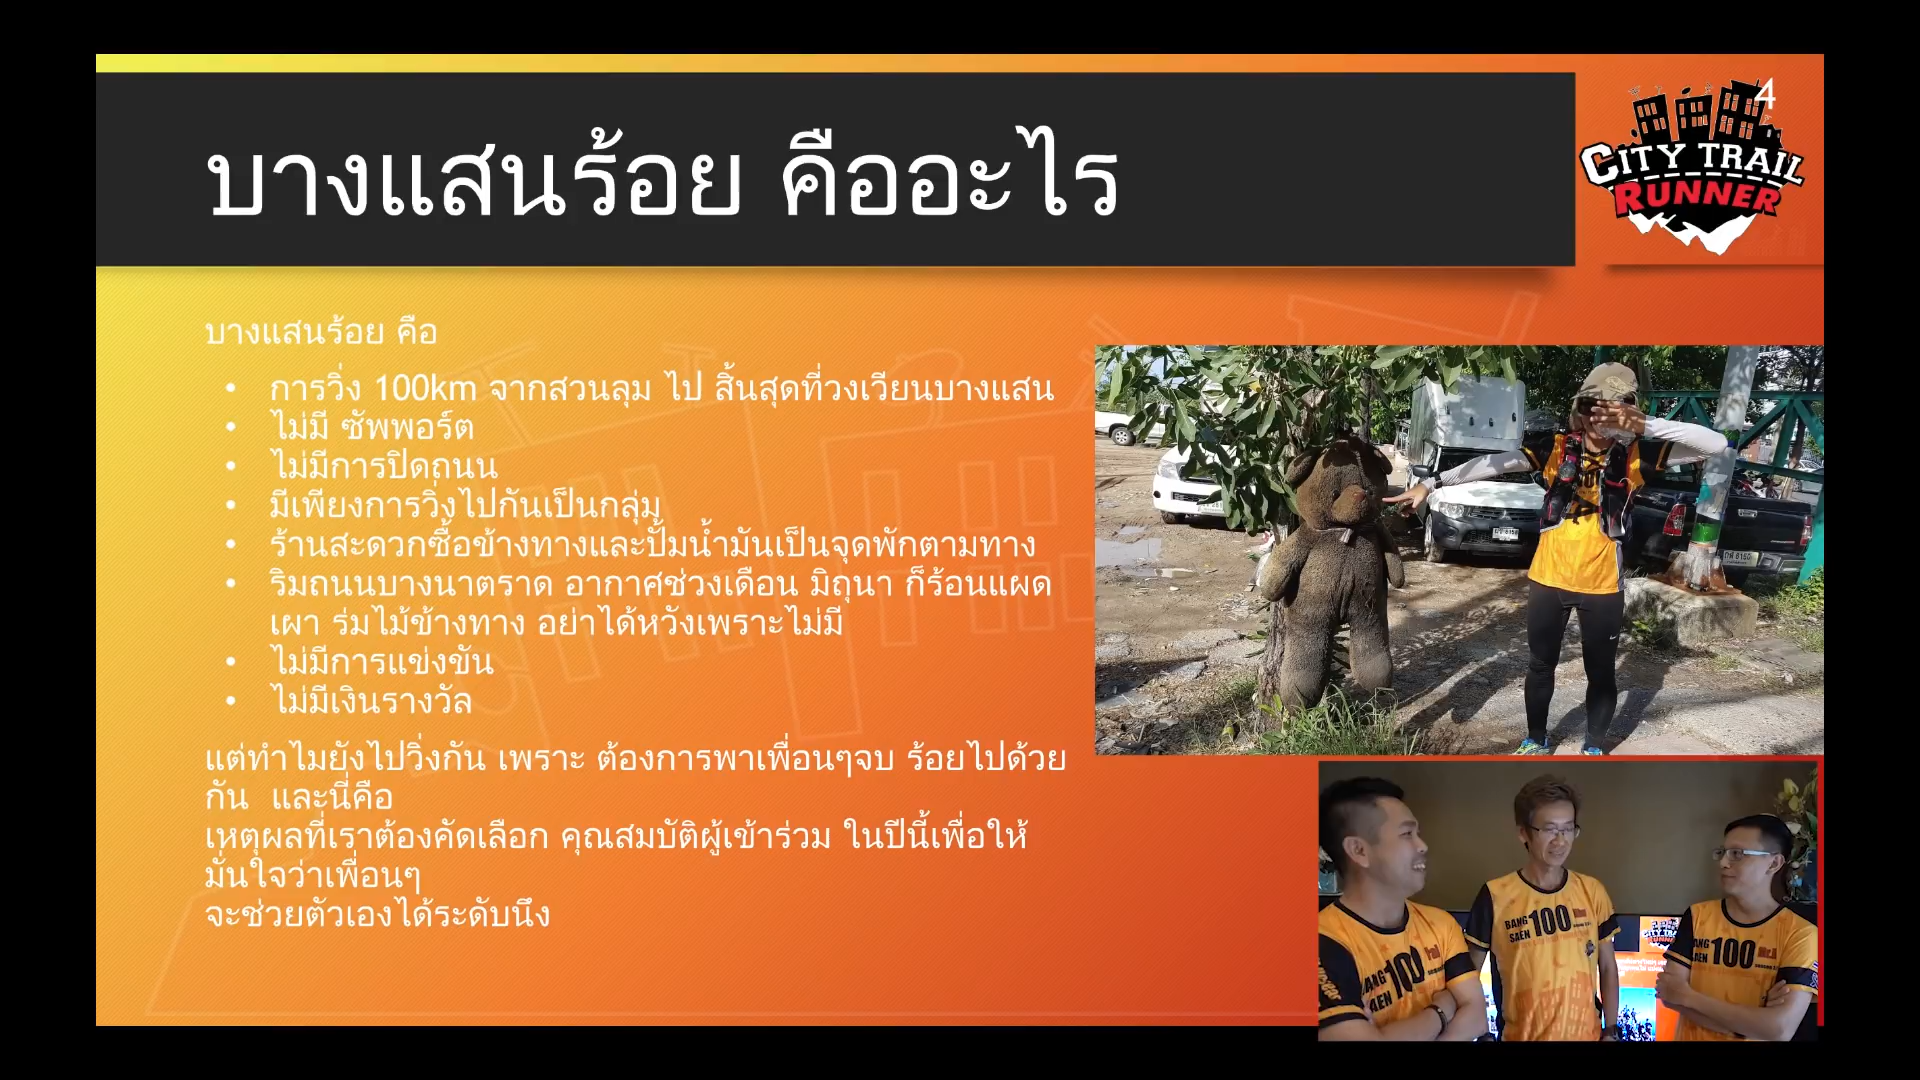 4
CITY TRAIL
RUNNER
บางแสนร้อย คืออะไร
บางแสนร้อย คือ
• การวิ่ง 100km จากสวนลุม ไป สิ้นสุดที่วงเวียนบางแสน
• ไม่มี ซัพพอร์ต
• ไม่มีการปิดถนน
• มีเพียงการวิ่งไปกันเป็นกลุ่ม
• ร้านสะดวกซื้อข้างทางและปั้มน้ำมันเป็นจุดพักตามทาง
• ริมถนนบางนาตราด อากาศช่วงเดือน มิถุนา ก็ร้อนแผด
เผา ร่มไม้ข้างทาง อย่าได้หวังเพราะไม่มี
• ไม่มีการแข่งขัน
• ไม่มีเงินรางวัล
แต่ทำไมยังไปวิ่งกัน เพราะ ต้องการพาเพื่อนๆจบ ร้อยไปด้วย
กัน และนี่คือ
เหตุผลที่เราต้องคัดเลือก คุณสมบัติผู้เข้าร่วม ในปีนี้เพื่อให้
มั่นใจว่าเพื่อนๆ
จะช่วยตัวเองได้ระดับนึง
BANG
SAEN 100
BANG
SAEN 100
BANG
SAEN 100